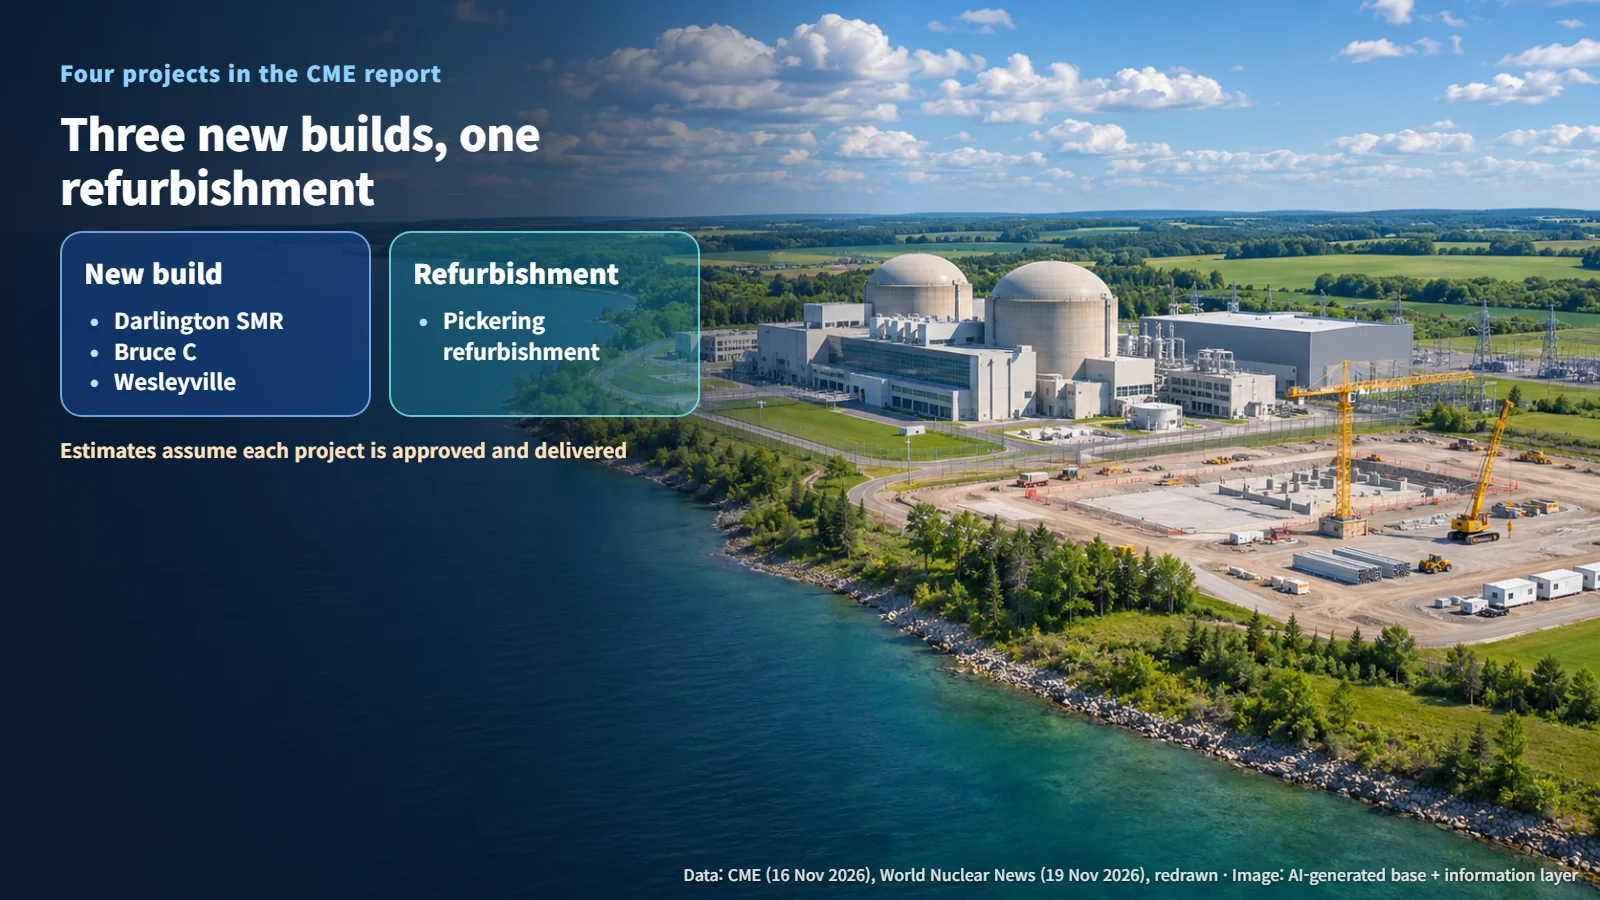 Four projects in the CME report
Three new builds, one
refurbishment
New build
• Darlington SMR
• Bruce C
• Wesleyville
Refurbishment
• Pickering
refurbishment
Estimates assume each project is approved and delivered
Data: CME (16 Nov 2026), World Nuclear News (19 Nov 2026), redrawn · Image: AI-generated base + information layer